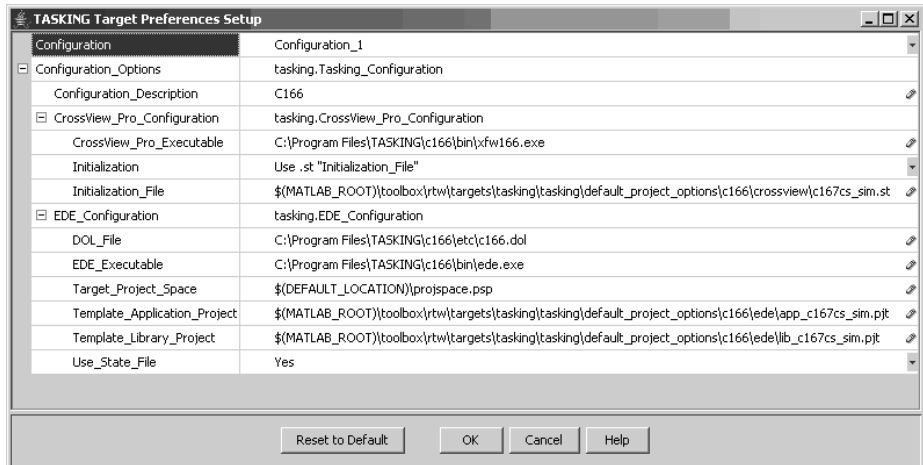 TASKING Target Preferences Setup
Configuration Configuration_1
Configuration_Options tasking.Tasking_Configuration
Configuration_Description C166
CrossView_Pro_Configuration tasking.CrossView_Pro_Configuration
CrossView_Pro_Executable C:\Program Files\TASKING\c166\bin\xfw166.exe
Initialization Use .st "Initialization_File"
Initialization_File $(MATLAB_ROOT)\toolbox\rtw\targets\tasking\tasking\default_project_options\c166\crossview\c167cs_sim.st
EDE_Configuration tasking.EDE_Configuration
DOL_File C:\Program Files\TASKING\c166\etc\c166.dol
EDE_Executable C:\Program Files\TASKING\c166\bin\ede.exe
Target_Project_Space $(DEFAULT_LOCATION)\projspace.psp
Template_Application_Project $(MATLAB_ROOT)\toolbox\rtw\targets\tasking\tasking\default_project_options\c166\ede\app_c167cs_sim.pjt
Template_Library_Project $(MATLAB_ROOT)\toolbox\rtw\targets\tasking\tasking\default_project_options\c166\ede\lib_c167cs_sim.pjt
Use_State_File Yes
Reset to Default OK Cancel Help